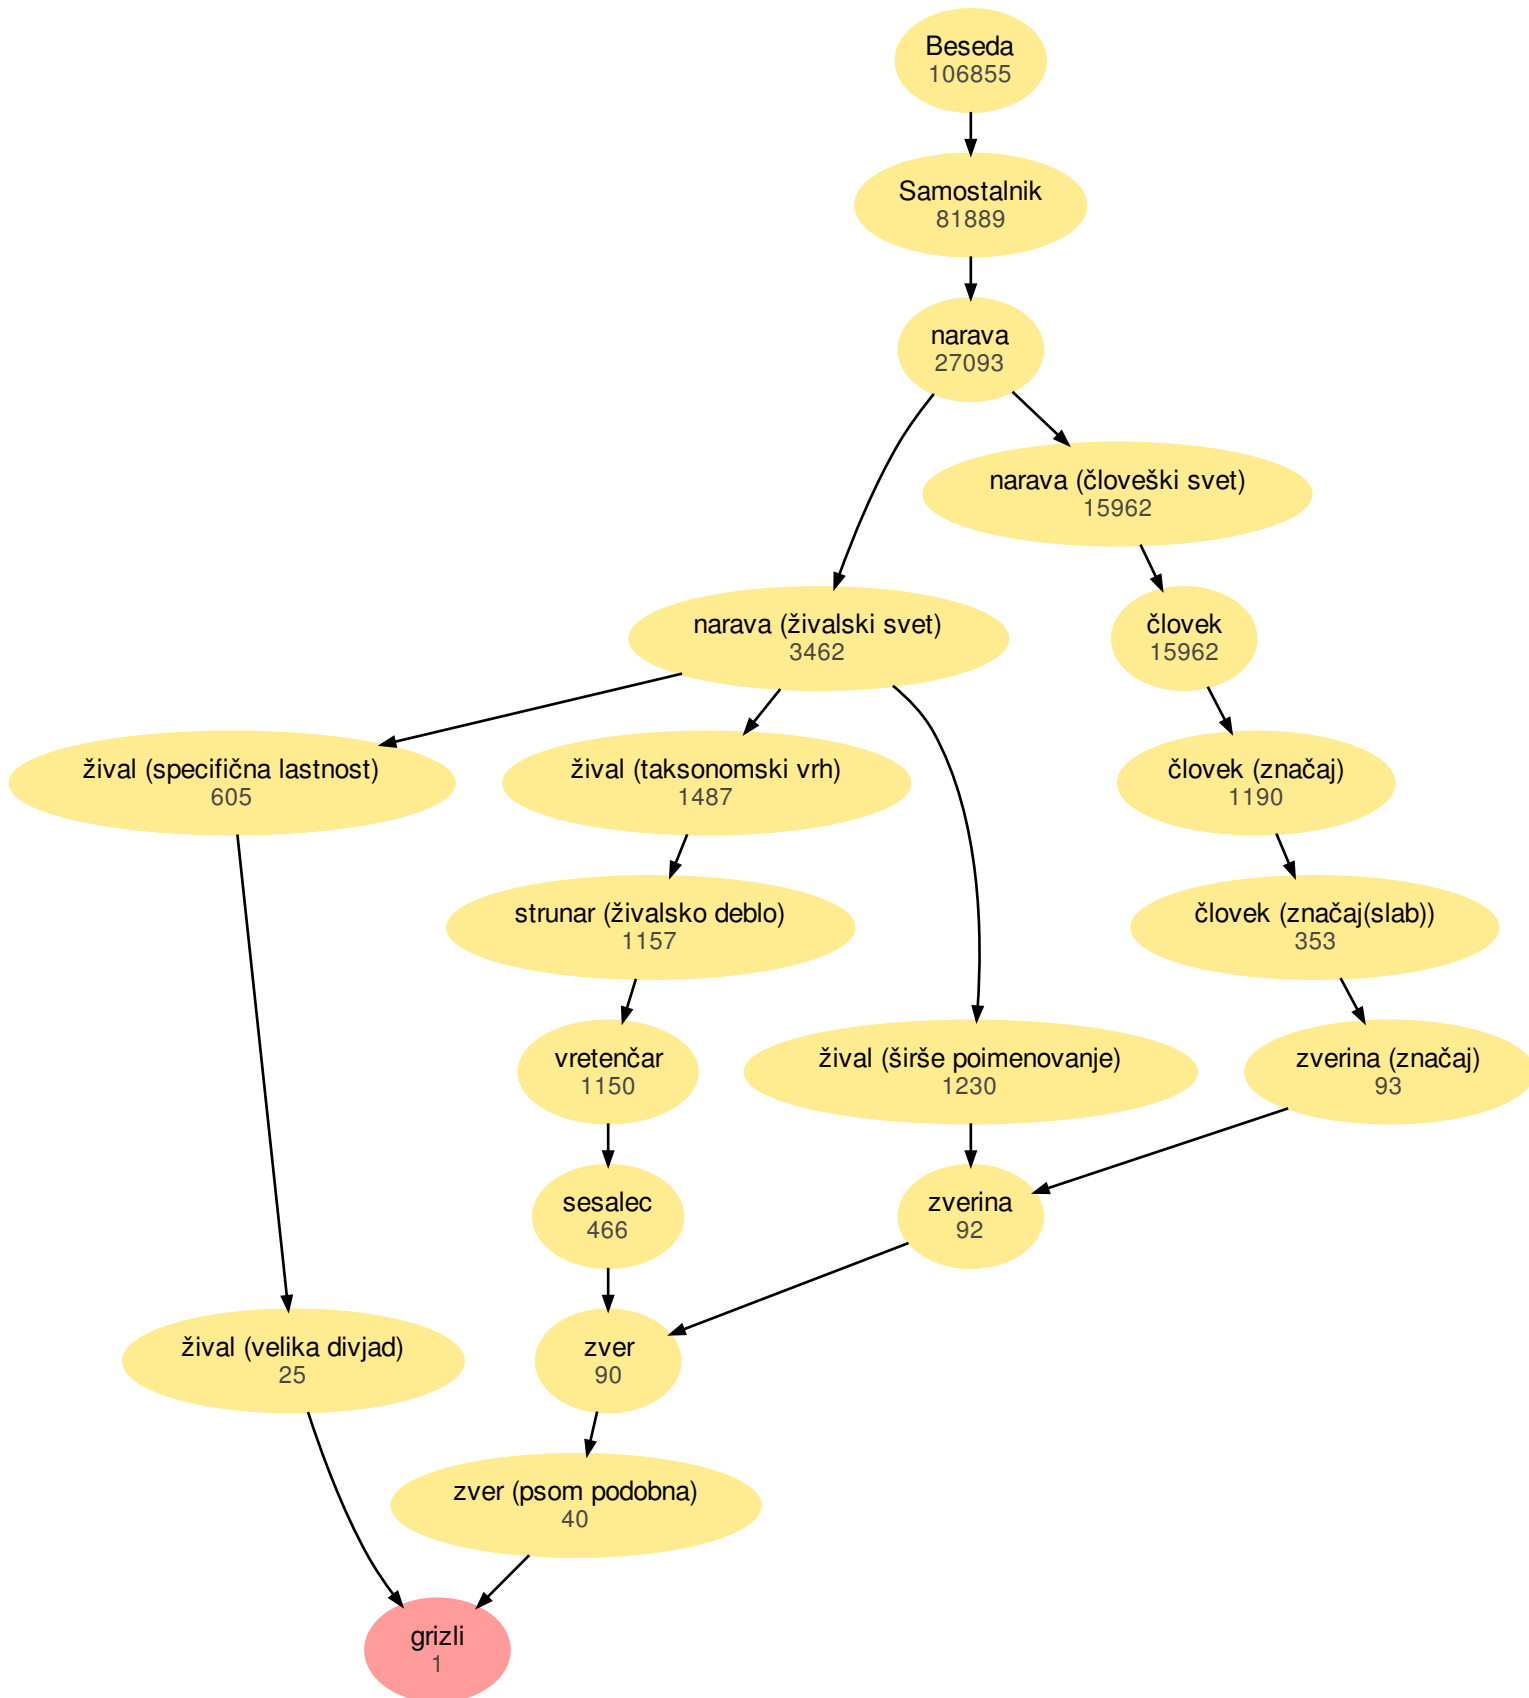 Beseda
106855
Samostalnik
81889
narava
27093
narava (človeški svet)
15962
narava (živalski svet)
3462
človek
15962
žival (specifična lastnost)
605
žival (taksonomski vrh)
1487
človek (značaj)
1190
strunar (živalsko deblo)
1157
človek (značaj(slab))
353
vretenčar
1150
žival (širše poimenovanje)
1230
zverina (značaj)
93
sesalec
466
zverina
92
žival (velika divjad)
25
zver
90
zver (psom podobna)
40
grizli
1